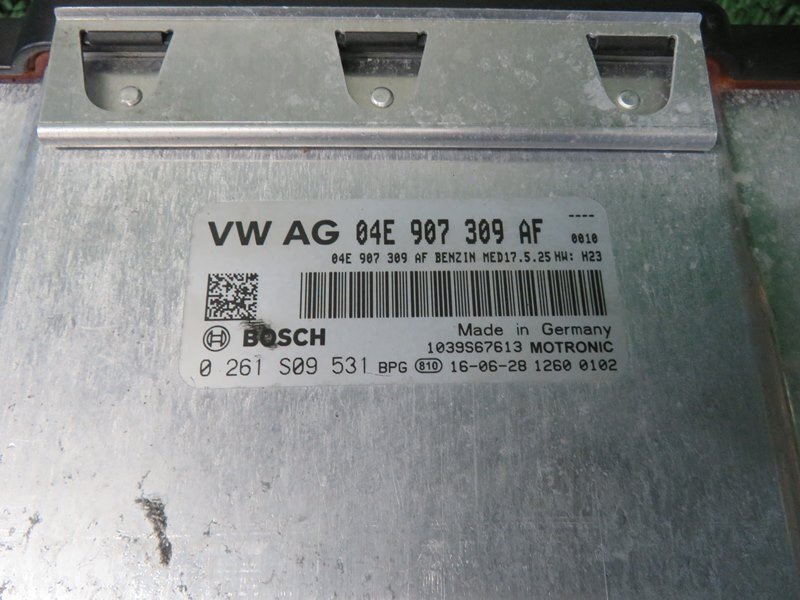 ----
VW AG 04E 907 309 AF 0010
04E 907 309 AF BENZIN MED17.5.25 HW: H23
BOSCH
Made in Germany
1039S67613 MOTRONIC
0 261 S09 531 BPG 810 16-06-28 1260 0102